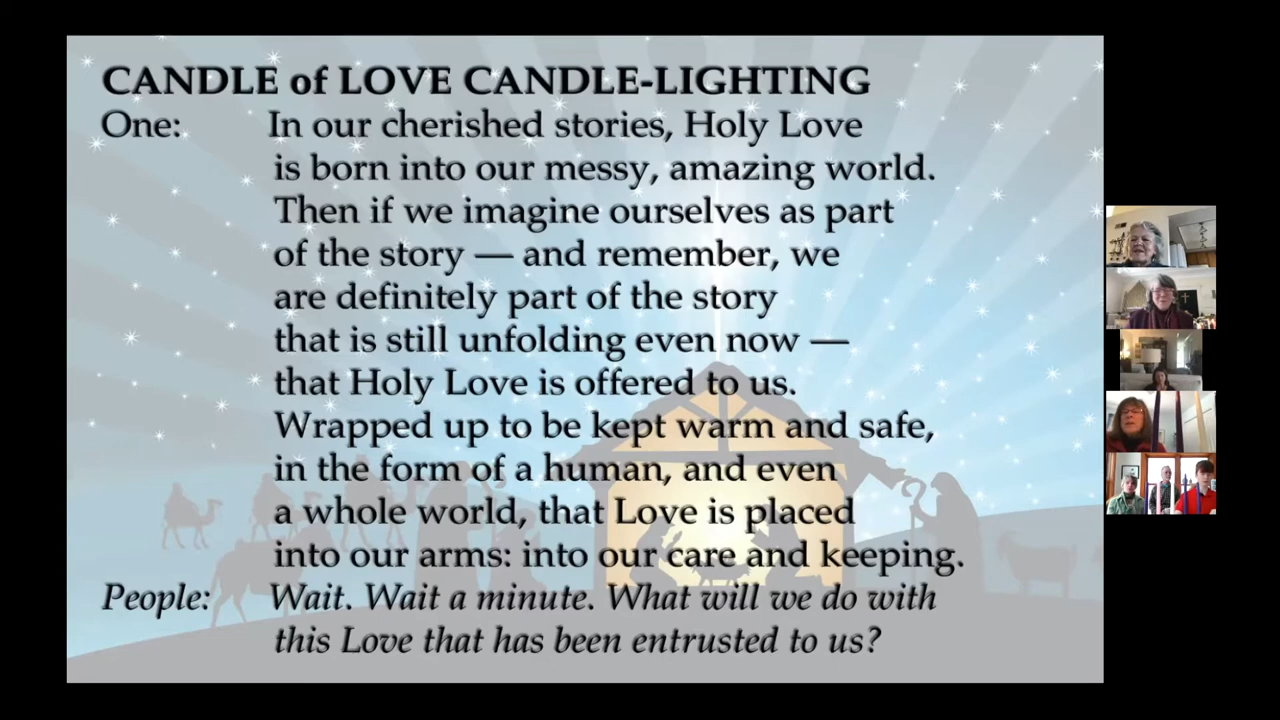 CANDLE of LOVE CANDLE-LIGHTING
One: In our cherished stories, Holy Love
is born into our messy, amazing world.
Then if we imagine ourselves as part
of the story — and remember, we
are definitely part of the story
that is still unfolding even now —
that Holy Love is offered to us.
Wrapped up to be kept warm and safe,
in the form of a human, and even
a whole world, that Love is placed
into our arms: into our care and keeping.
People: Wait. Wait a minute. What will we do with
this Love that has been entrusted to us?